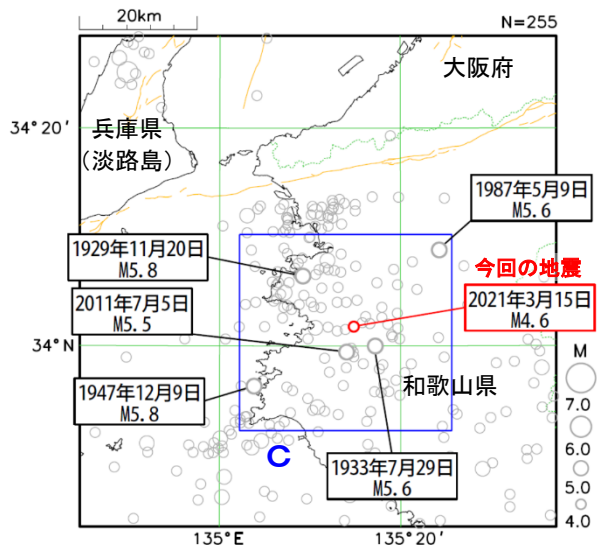 20km
N=255
大阪府
34°20'
兵庫県
(淡路島)
1987年5月9日
M5.6
1929年11月20日
M5.8
今回の地震
2011年7月5日
M5.5
2021年3月15日
M4.6
34°N
M
和歌山県
1947年12月9日
M5.8
7.0
6.0
C
1933年7月29日
M5.6
5.0
4.0
135°E
135°20'